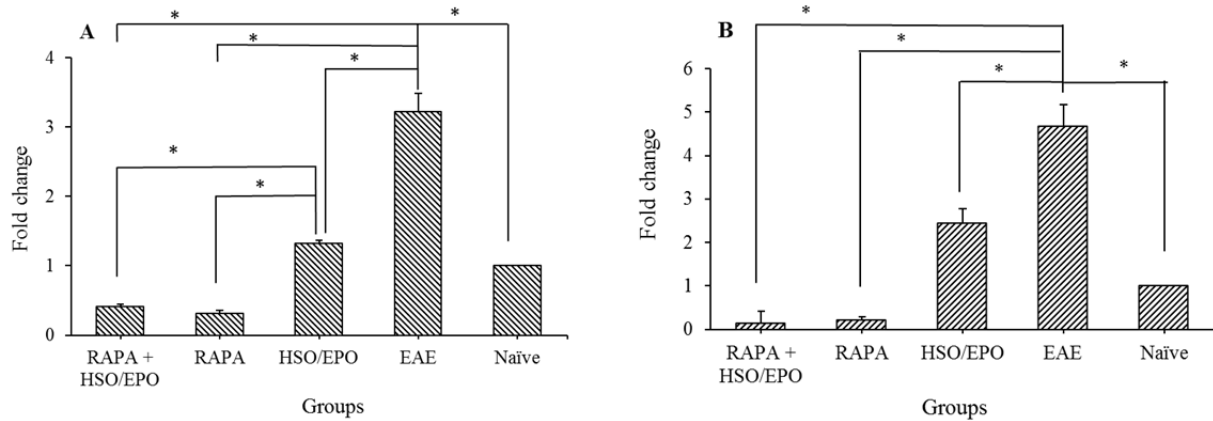 A
*
*
*
*
*
*
4
3
2
1
0
Fold change
RAPA +
HSO/EPO
RAPA
HSO/EPO
EAE
Naïve
Groups
B
*
*
*
*
6
5
4
3
2
1
0
Fold change
RAPA +
HSO/EPO
RAPA
HSO/EPO
EAE
Naïve
Groups